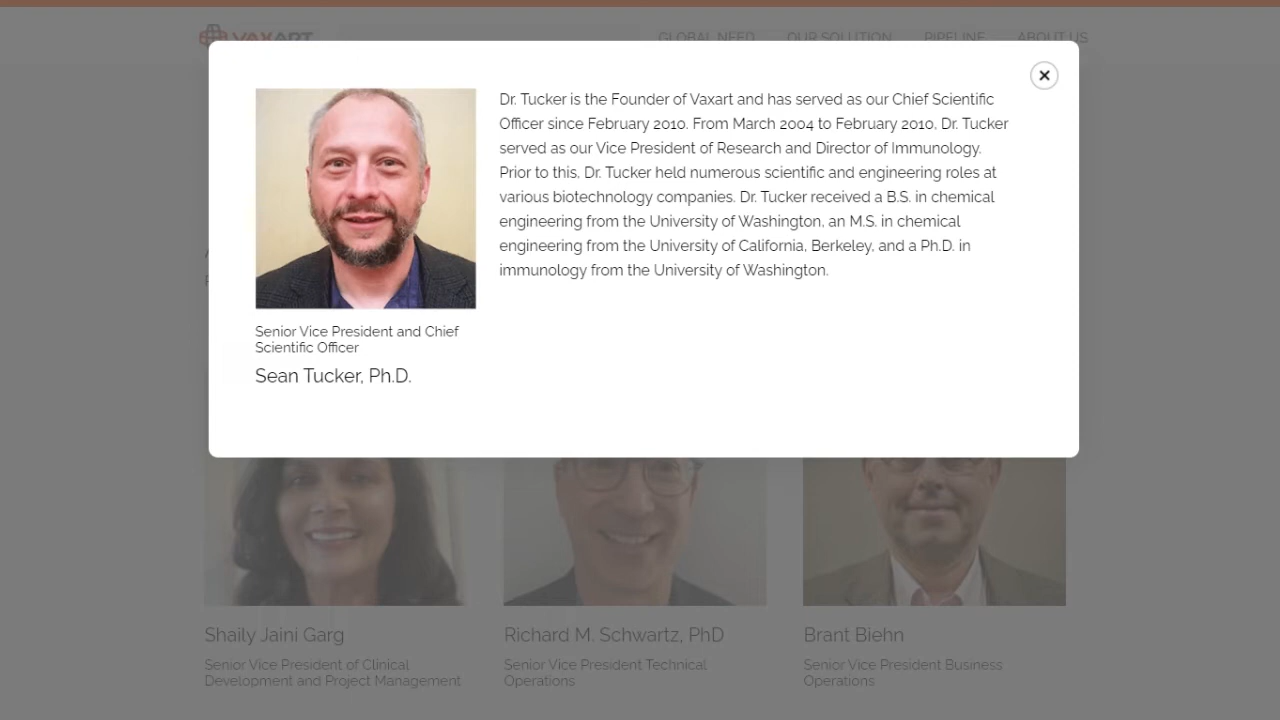 VAXART
GLOBAL NEED OUR SOLUTION PIPELINE ABOUT US
Dr. Tucker is the Founder of Vaxart and has served as our Chief Scientific
Officer since February 2010. From March 2004 to February 2010, Dr. Tucker
served as our Vice President of Research and Director of Immunology.
Prior to this, Dr. Tucker held numerous scientific and engineering roles at
various biotechnology companies. Dr. Tucker received a B.S. in chemical
engineering from the University of Washington, an M.S. in chemical
engineering from the University of California, Berkeley, and a Ph.D. in
immunology from the University of Washington.
Senior Vice President and Chief
Scientific Officer
Sean Tucker, Ph.D.
Shaily Jaini Garg
Senior Vice President of Clinical
Development and Project Management
Richard M. Schwartz, PhD
Senior Vice President Technical
Operations
Brant Biehn
Senior Vice President Business
Operations